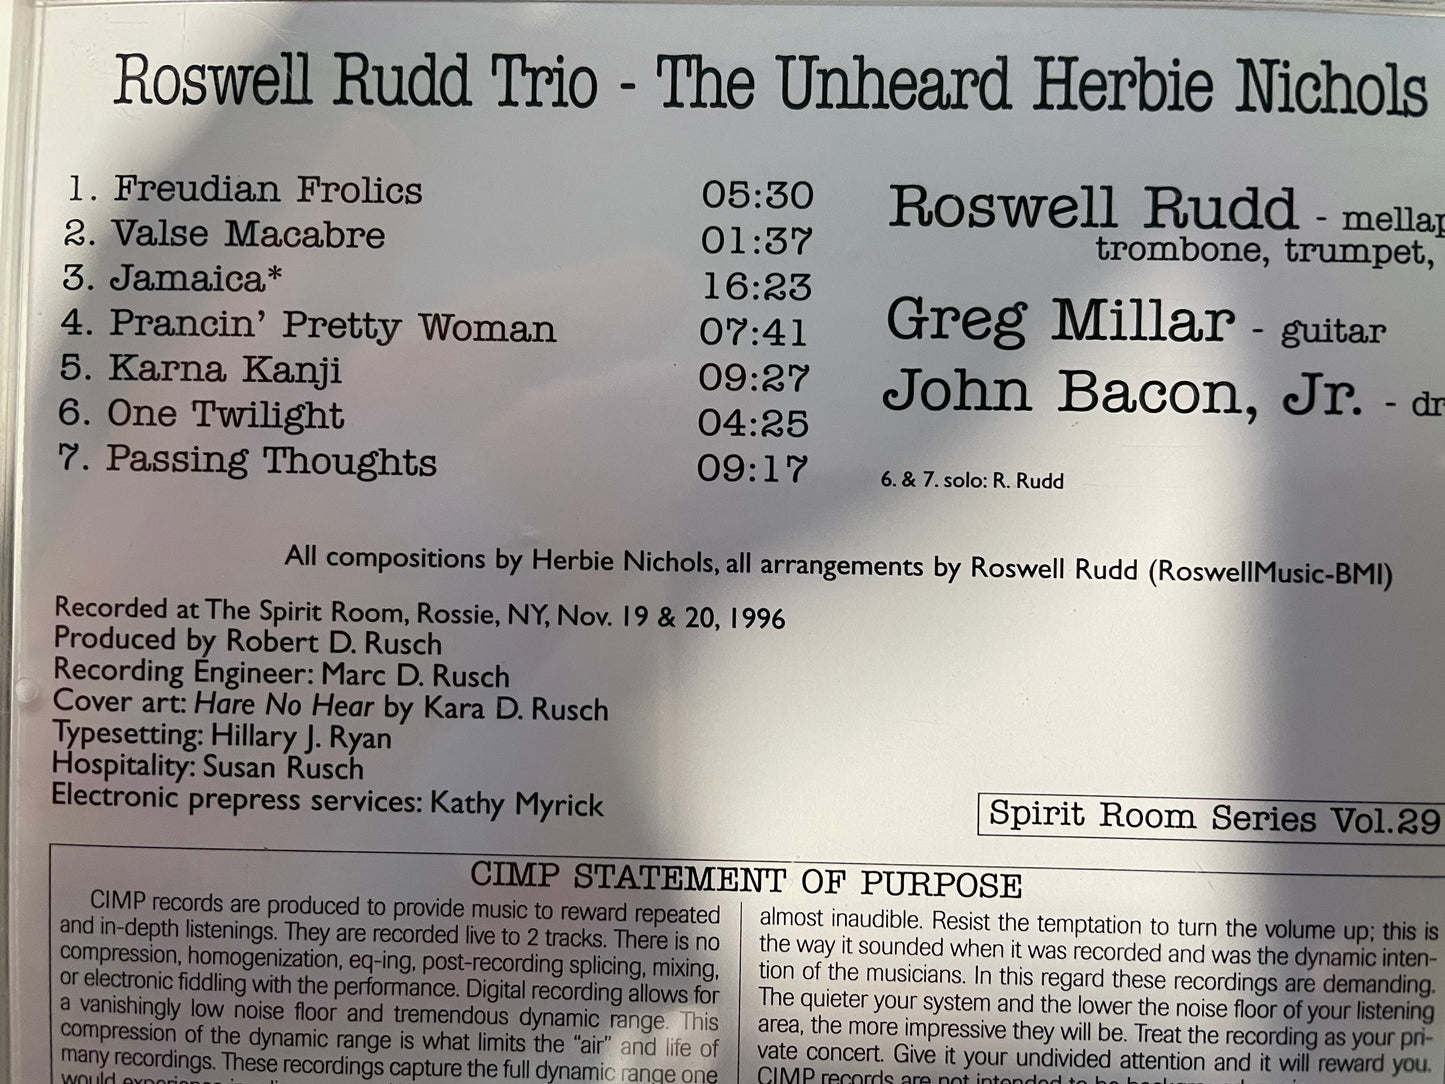 Roswell Rudd Trio - The Unheard Herbie Nichols
1. Freudian Frolics 05:30
2. Valse Macabre 01:37
3. Jamaica* 16:23
4. Prancin' Pretty Woman 07:41
5. Karna Kanji 09:27
6. One Twilight 04:25
7. Passing Thoughts 09:17
Roswell Rudd -
trombone, trumpet,
Greg Millar - guitar
John Bacon, Jr. -
6. & 7. solo: R. Rudd
All compositions by Herbie Nichols, all arrangements by Roswell Rudd (RoswellMusic-BMI)
Recorded at The Spirit Room, Rossie, NY, Nov. 19 & 20, 1996
Produced by Robert D. Rusch
Recording Engineer: Marc D. Rusch
Cover art: Hare No Hear by Kara D. Rusch
Typesetting: Hillary J. Ryan
Hospitality: Susan Rusch
Electronic prepress services: Kathy Myrick
Spirit Room Series Vol.29
CIMP STATEMENT OF PURPOSE
CIMP records are produced to provide music to reward repeated
and in-depth listenings. They are recorded live to 2 tracks. There is no
compression, homogenization, eq-ing, post-recording splicing, mixing,
or electronic fiddling with the performance. Digital recording allows for
a vanishingly low noise floor and tremendous dynamic range. This
compression of the dynamic range is what limits the "air" and life of
many recordings. These recordings capture the full dynamic range one
would experience
almost inaudible. Resist the temptation to turn the volume up; this is
the way it sounded when it was recorded and was the dynamic inten-
tion of the musicians. In this regard these recordings are demanding.
The quieter your system and the lower the noise floor of your listening
area, the more impressive they will be. Treat the recording as your pri-
vate concert. Give it your undivided attention and it will reward you.
CIMP records are not intended to be